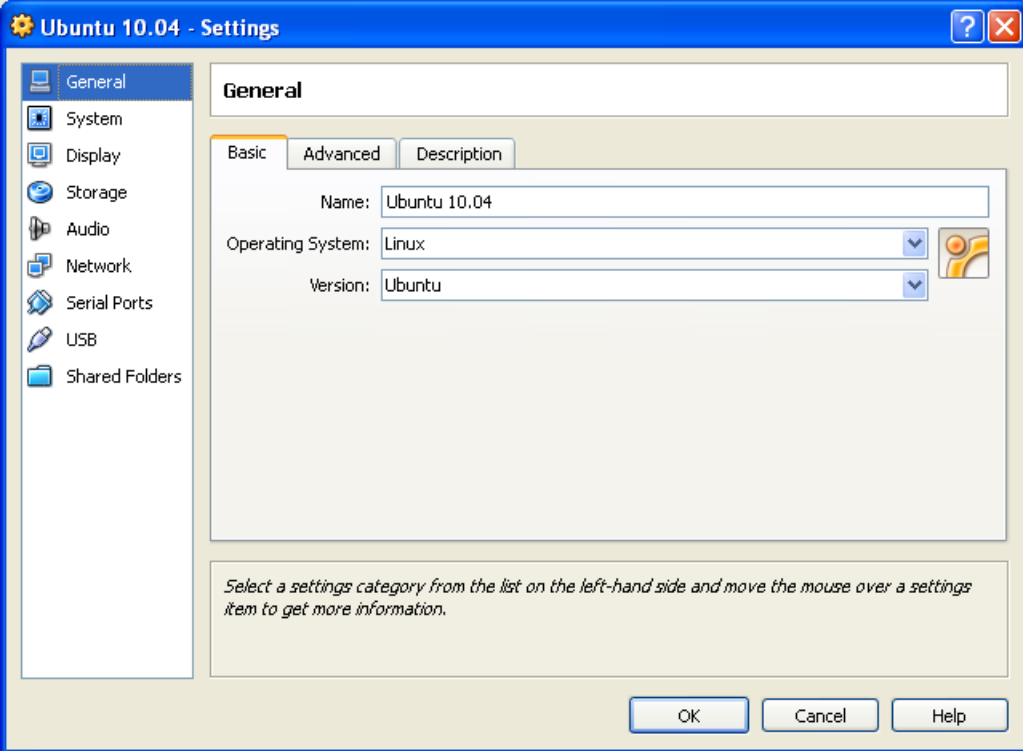 Ubuntu 10.04 - Settings
General
System
Display
Storage
Audio
Network
Serial Ports
USB
Shared Folders
General
Basic Advanced Description
Name: Ubuntu 10.04
Operating System: Linux
Version: Ubuntu
Select a settings category from the list on the left-hand side and move the mouse over a settings
item to get more information.
OK Cancel Help